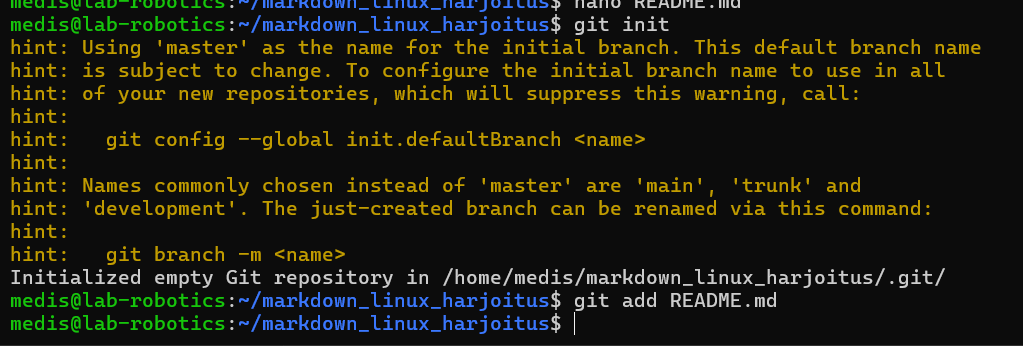 medis@lab-robotics:~/markdown_linux_harjoitus$ nano README.md
medis@lab-robotics:~/markdown_linux_harjoitus$ git init
hint: Using 'master' as the name for the initial branch. This default branch name
hint: is subject to change. To configure the initial branch name to use in all
hint: of your new repositories, which will suppress this warning, call:
hint:
hint:   git config --global init.defaultBranch <name>
hint:
hint: Names commonly chosen instead of 'master' are 'main', 'trunk' and
hint: 'development'. The just-created branch can be renamed via this command:
hint:
hint:   git branch -m <name>
Initialized empty Git repository in /home/medis/markdown_linux_harjoitus/.git/
medis@lab-robotics:~/markdown_linux_harjoitus$ git add README.md
medis@lab-robotics:~/markdown_linux_harjoitus$